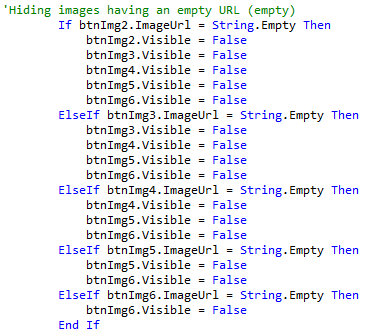 'Hiding images having an empty URL (empty)
If btnImg2.ImageUrl = String.Empty Then
btnImg2.Visible = False
btnImg3.Visible = False
btnImg4.Visible = False
btnImg5.Visible = False
btnImg6.Visible = False
ElseIf btnImg3.ImageUrl = String.Empty Then
btnImg3.Visible = False
btnImg4.Visible = False
btnImg5.Visible = False
btnImg6.Visible = False
ElseIf btnImg4.ImageUrl = String.Empty Then
btnImg4.Visible = False
btnImg5.Visible = False
btnImg6.Visible = False
ElseIf btnImg5.ImageUrl = String.Empty Then
btnImg5.Visible = False
btnImg6.Visible = False
ElseIf btnImg6.ImageUrl = String.Empty Then
btnImg6.Visible = False
End If